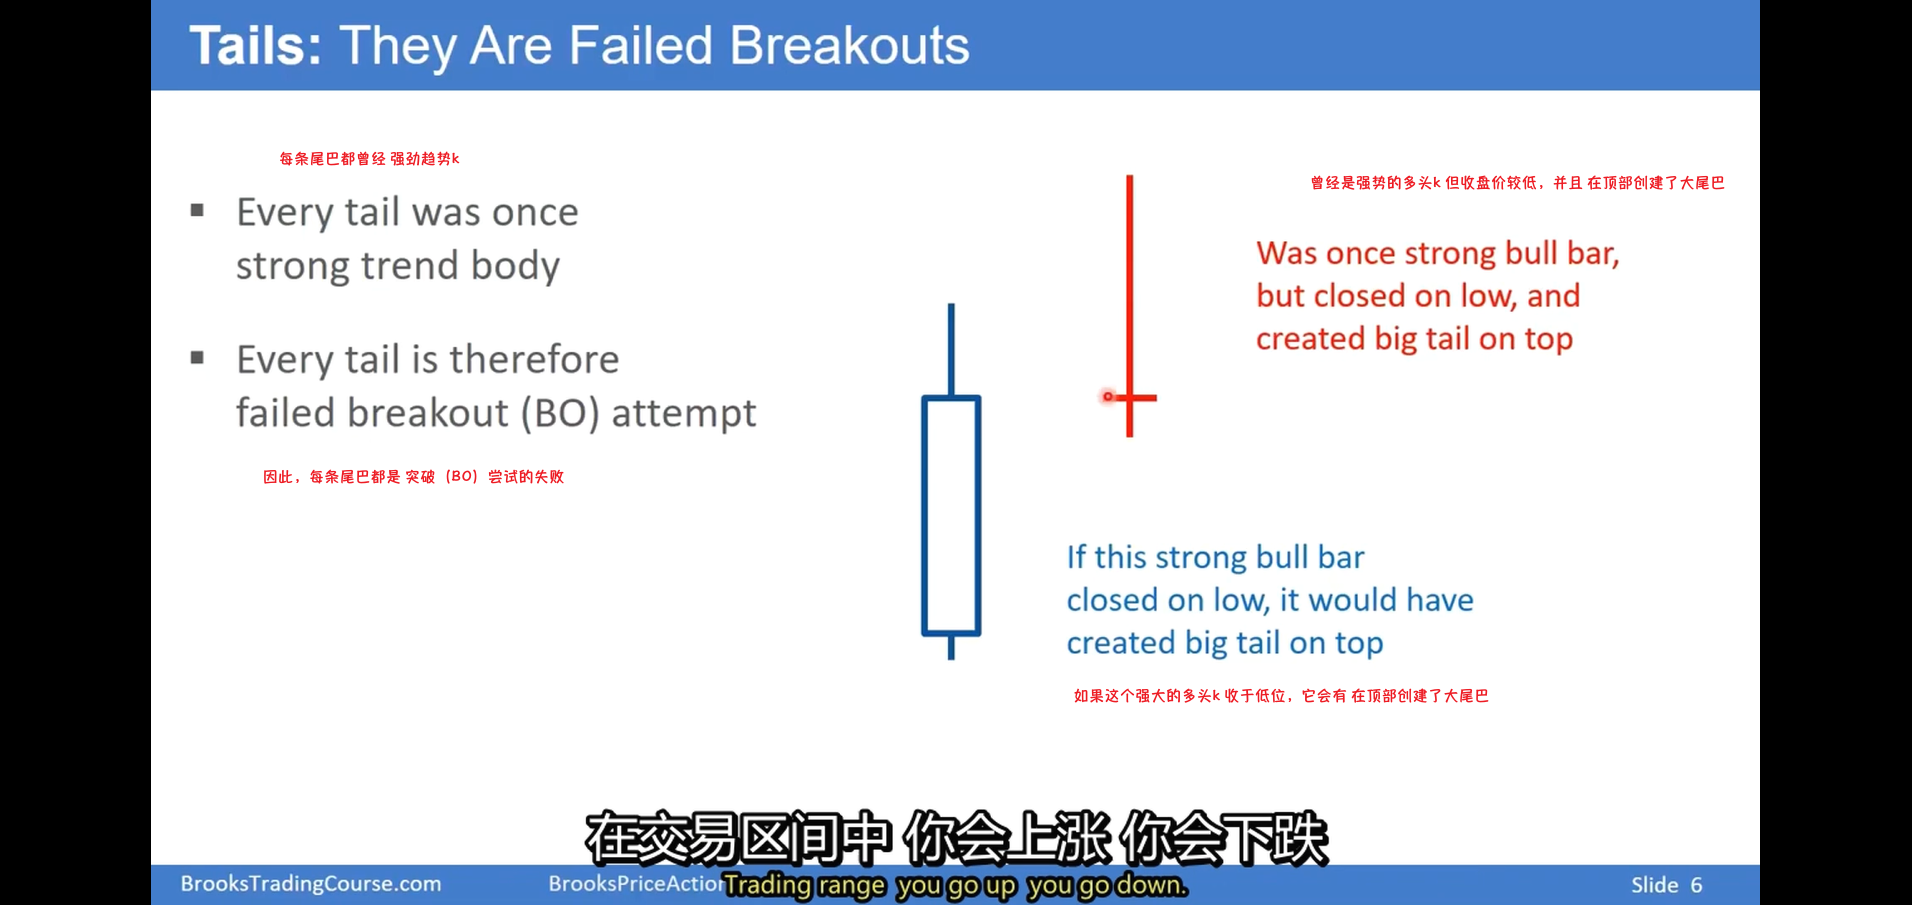 Tails: They Are Failed Breakouts
每条尾巴都曾经 强劲趋势k
Every tail was once
strong trend body
Every tail is therefore
failed breakout (BO) attempt
因此，每条尾巴都是 突破（BO）尝试的失败
曾经是强势的多头k 但收盘价较低，并且 在顶部创建了大尾巴
Was once strong bull bar,
but closed on low, and
created big tail on top
If this strong bull bar
closed on low, it would have
created big tail on top
如果这个强大的多头k 收于低位，它会有 在顶部创建了大尾巴
在交易区间中 你会上涨 你会下跌
BrooksTradingCourse.com
BrooksPriceAction
Trading range you go up you go down.
Slide 6